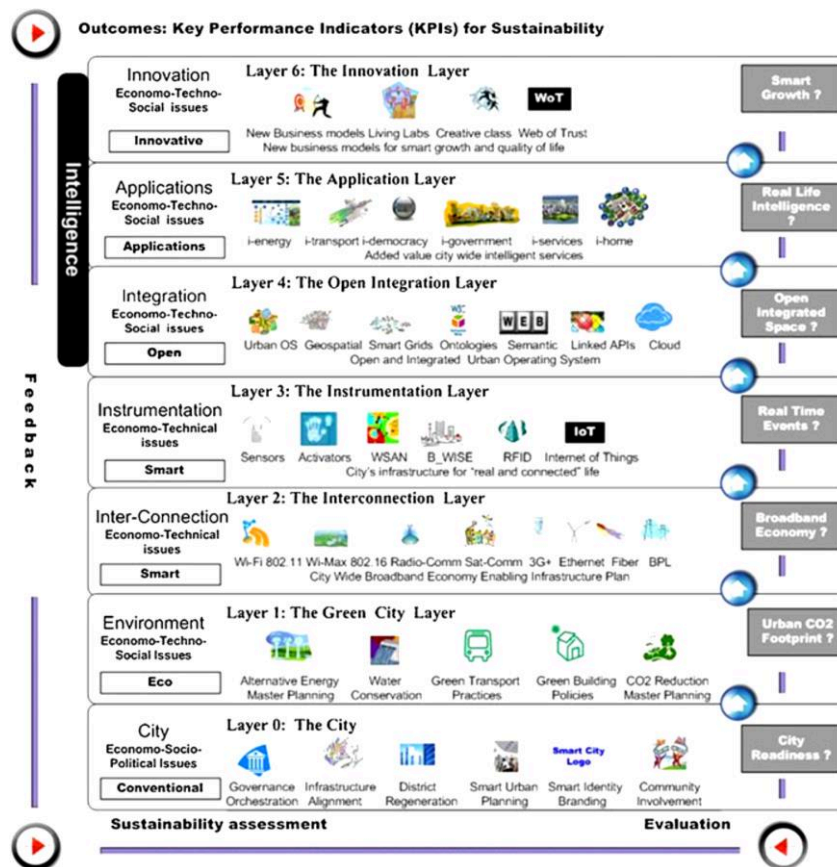 Outcomes: Key Performance Indicators (KPIs) for Sustainability
Feedback
Intelligence
Innovation
Economo-Techno-
Social issues
Innovative
Layer 6: The Innovation Layer
WoT
New Business models Living Labs Creative class Web of Trust
New business models for smart growth and quality of life
Smart
Growth ?
Applications
Economo-Techno-
Social issues
Applications
Layer 5: The Application Layer
i-energy i-transport i-democracy i-government i-services i-home
Added value city wide intelligent services
Real Life
Intelligence
?
Integration
Economo-Techno-
Social issues
Open
Layer 4: The Open Integration Layer
WEB
Urban OS Geospatial Smart Grids Ontologies Semantic Linked APIs Cloud
Open and Integrated Urban Operating System
Open
Integrated
Space ?
Instrumentation
Economo-Technical
issues
Smart
Layer 3: The Instrumentation Layer
IoT
Sensors Activators WSAN B_WISE RFID Internet of Things
City's infrastructure for "real and connected" life
Real Time
Events ?
Inter-Connection
Economo-Technical
issues
Smart
Layer 2: The Interconnection Layer
Wi-Fi 802.11 Wi-Max 802.16 Radio-Comm Sat-Comm 3G+ Ethernet Fiber BPL
City Wide Broadband Economy Enabling Infrastructure Plan
Broadband
Economy ?
Environment
Economo-Techno-
Social Issues
Eco
Layer 1: The Green City Layer
Alternative Energy Water Green Transport Green Building CO2 Reduction
Master Planning Conservation Practices Policies Master Planning
Urban CO2
Footprint ?
City
Economo-Socio-
Political Issues
Conventional
Layer 0: The City
Smart City
Logo
Governance Infrastructure District Smart Urban Smart Identity Community
Orchestration Alignment Regeneration Planning Branding Involvement
City
Readiness ?
Sustainability assessment Evaluation